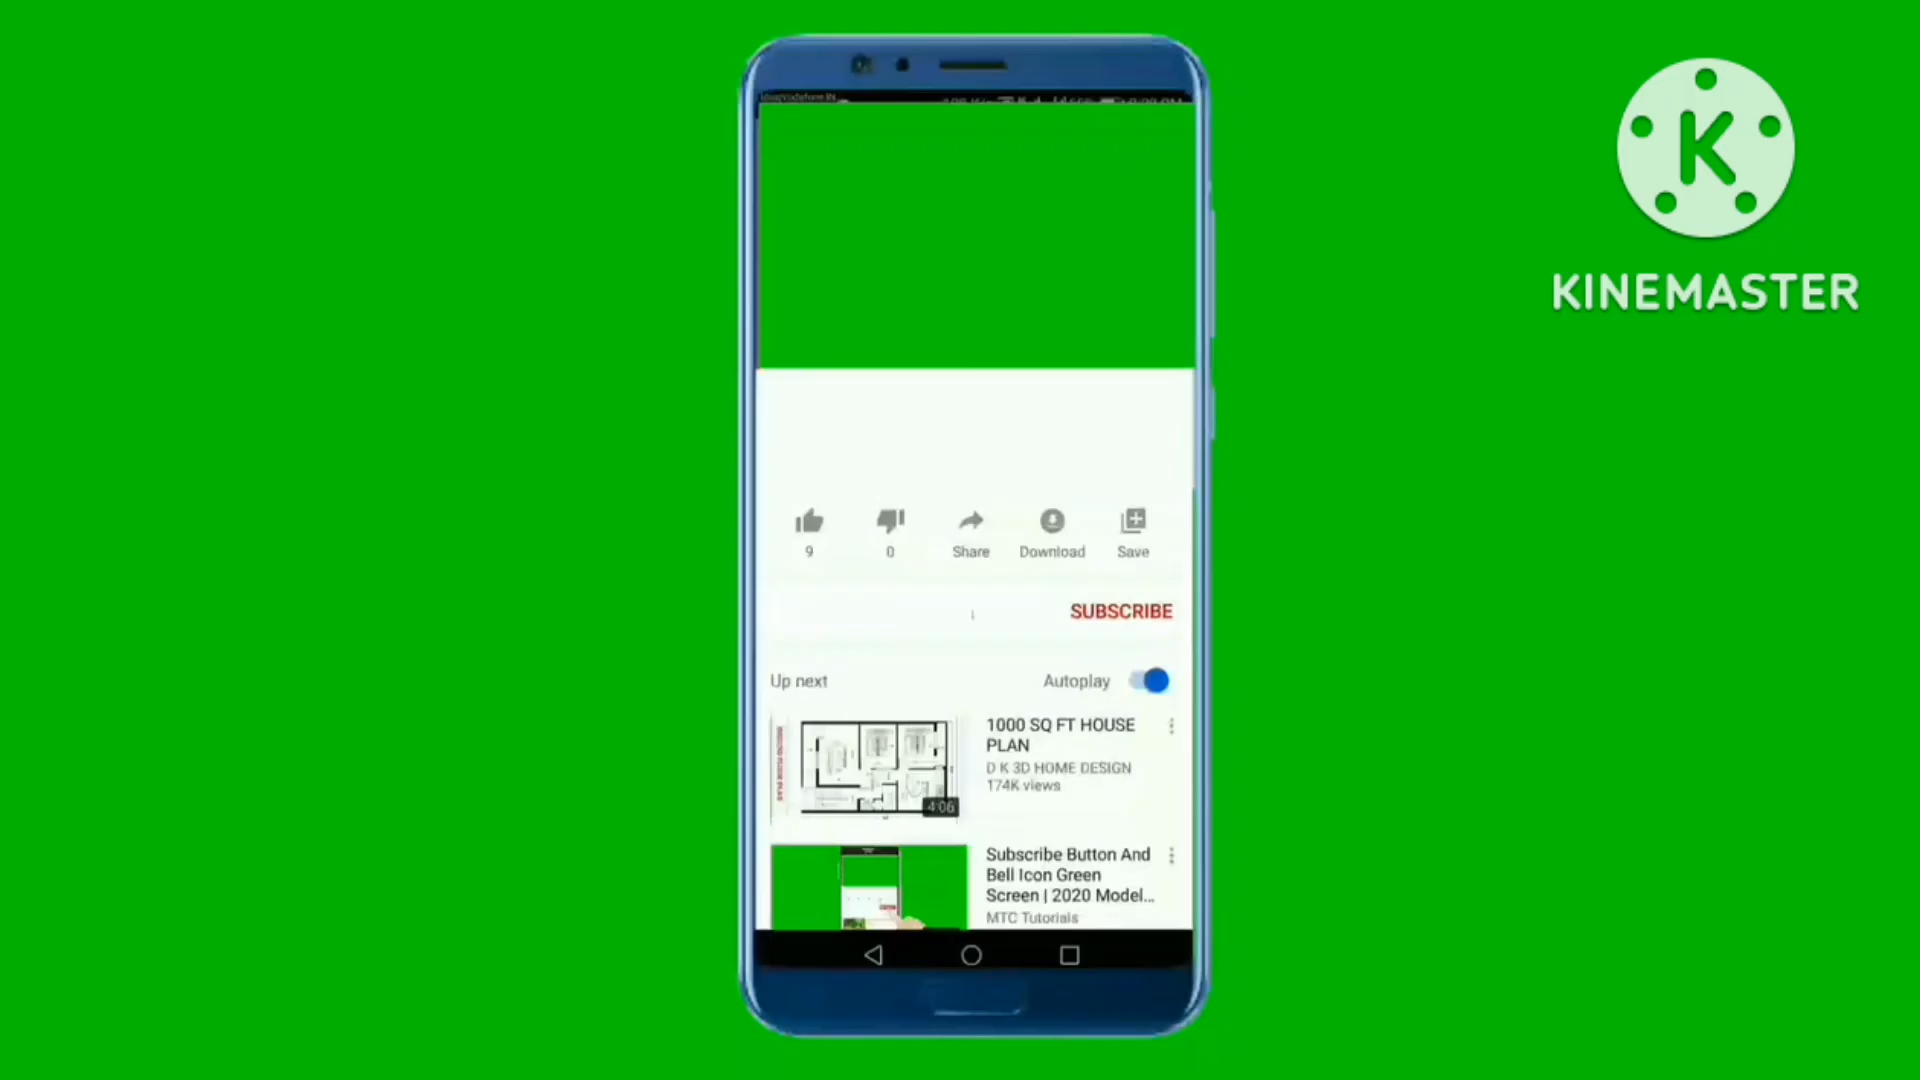 KINEMASTER
9
0
Share
Download
Save
SUBSCRIBE
Up next
Autoplay
1000 SQ FT HOUSE
PLAN
D K 3D HOME DESIGN
174K views
4:06
Subscribe Button And
Bell Icon Green
Screen | 2020 Model...
MTC Tutorials